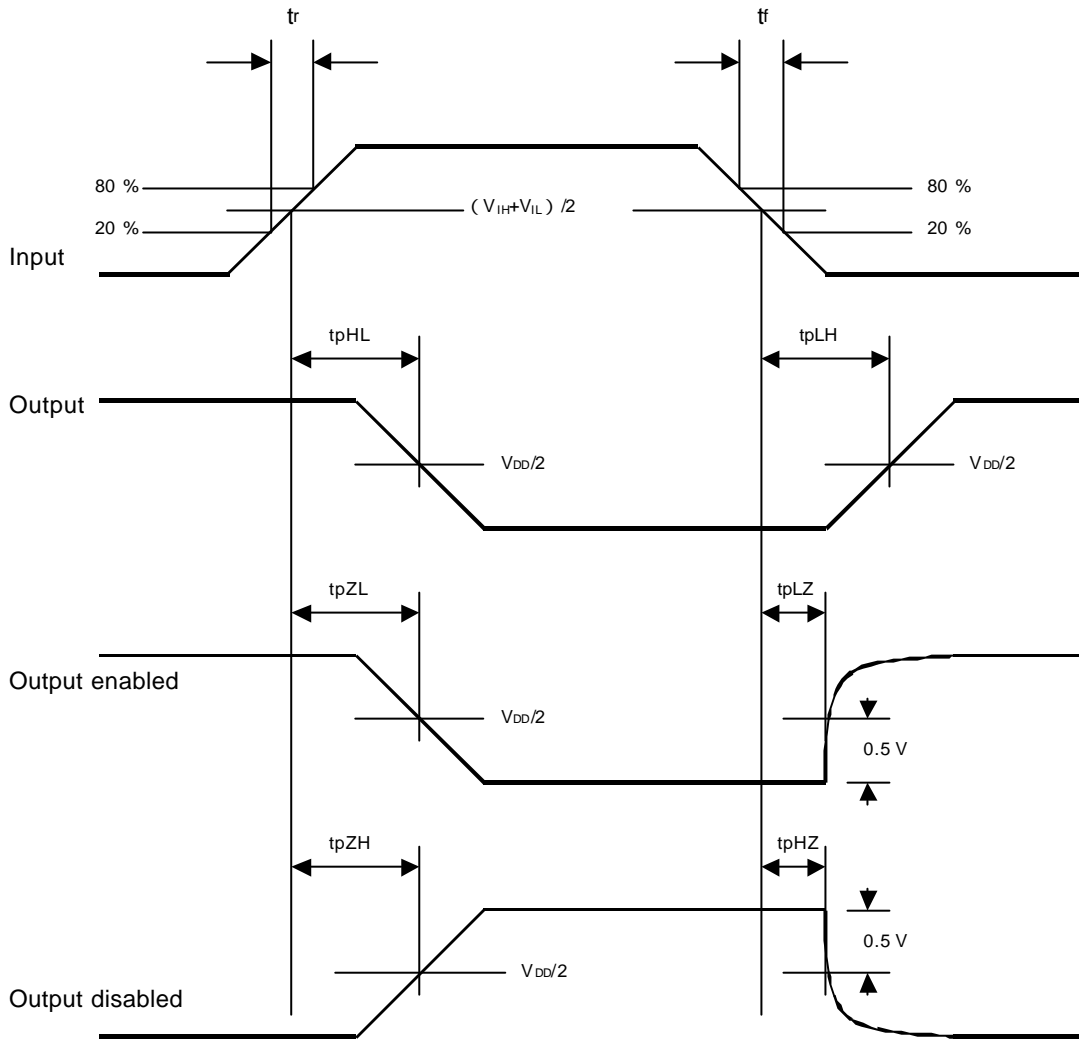 tr
tf
80 %
80 %
(VIH+VIL) /2
20 %
20 %
Input
tpHL
tpLH
Output
VDD/2
VDD/2
tpZL
tpLZ
Output enabled
VDD/2
0.5 V
tpZH
tpHZ
0.5 V
VDD/2
Output disabled